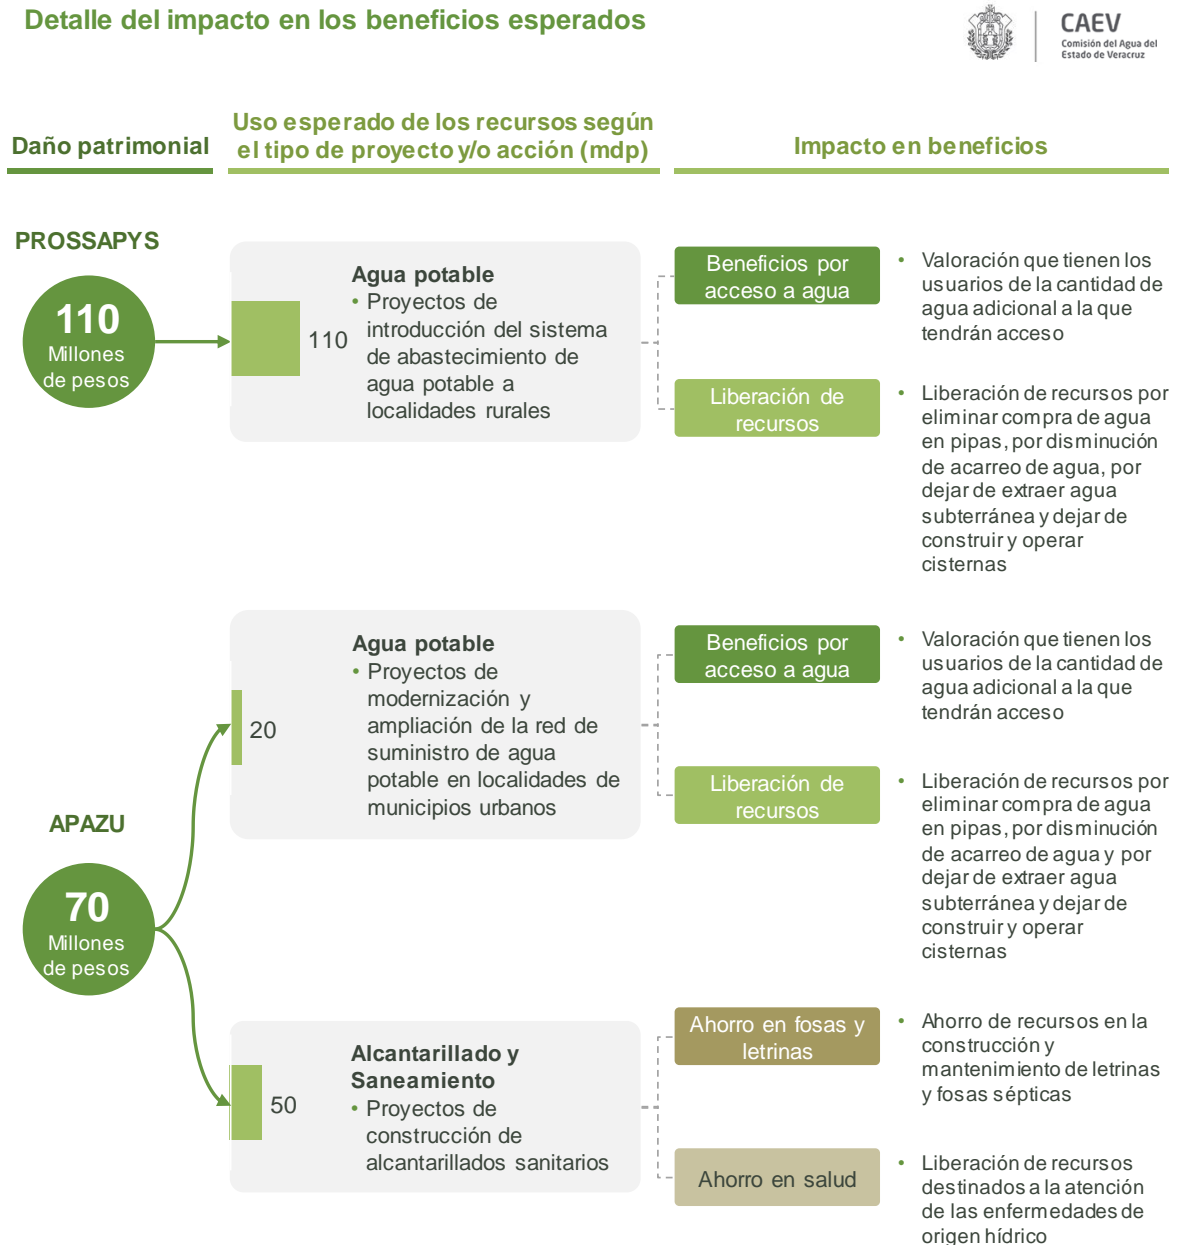 Detalle del impacto en los beneficios esperados
CAEV
Comisión del Agua del
Estado de Veracruz
Daño patrimonial
Uso esperado de los recursos según
el tipo de proyecto y/o acción (mdp)
Impacto en beneficios
PROSSAPYS
110
Millones
de pesos
110
Agua potable
• Proyectos de
introducción del sistema
de abastecimiento de
agua potable a
localidades rurales
Beneficios por
acceso a agua
• Valoración que tienen los
usuarios de la cantidad de
agua adicional a la que
tendrán acceso
Liberación de
recursos
• Liberación de recursos por
eliminar compra de agua
en pipas, por disminución
de acarreo de agua, por
dejar de extraer agua
subterránea y dejar de
construir y operar
cisternas
APAZU
70
Millones
de pesos
20
Agua potable
• Proyectos de
modernización y
ampliación de la red de
suministro de agua
potable en localidades de
municipios urbanos
Beneficios por
acceso a agua
• Valoración que tienen los
usuarios de la cantidad de
agua adicional a la que
tendrán acceso
Liberación de
recursos
• Liberación de recursos por
eliminar compra de agua
en pipas, por disminución
de acarreo de agua y por
dejar de extraer agua
subterránea y dejar de
construir y operar
cisternas
50
Alcantarillado y
Saneamiento
• Proyectos de
construcción de
alcantarillados sanitarios
Ahorro en fosas y
letrinas
• Ahorro de recursos en la
construcción y
mantenimiento de letrinas
y fosas sépticas
Ahorro en salud
• Liberación de recursos
destinados a la atención
de las enfermedades de
origen hídrico